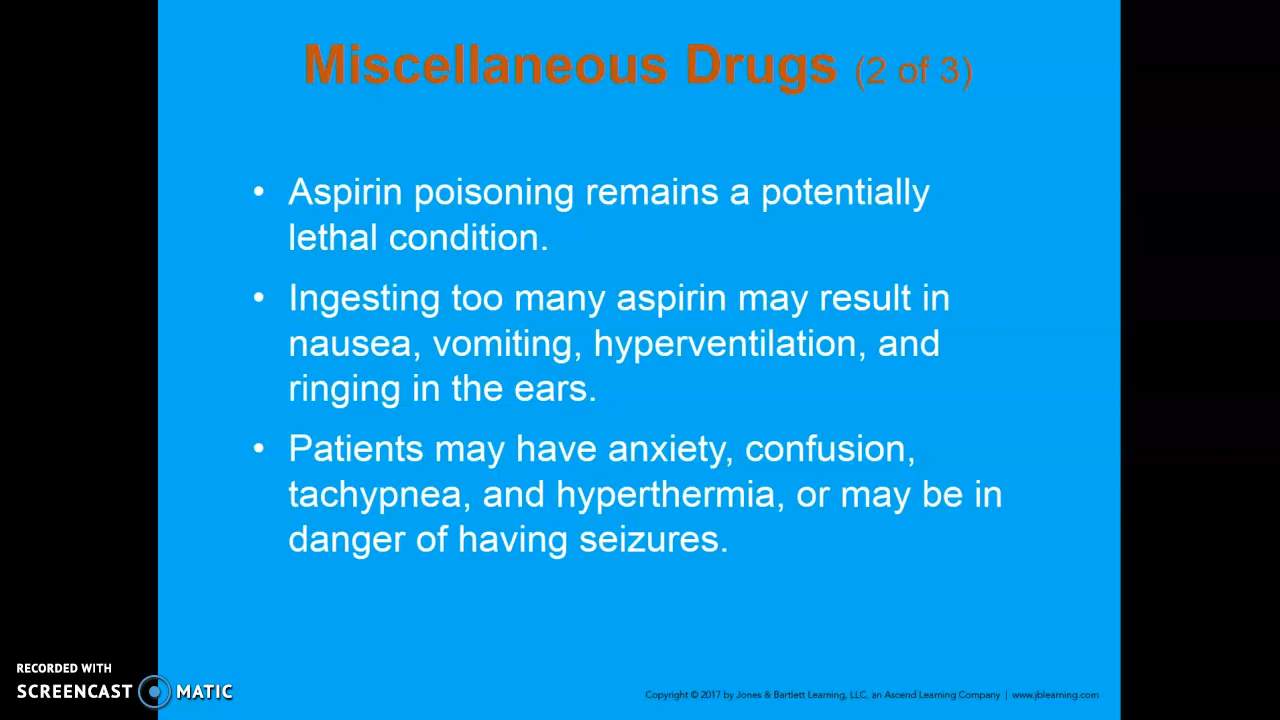 Miscellaneous Drugs (2 of 3)
• Aspirin poisoning remains a potentially
lethal condition.
• Ingesting too many aspirin may result in
nausea, vomiting, hyperventilation, and
ringing in the ears.
• Patients may have anxiety, confusion,
tachypnea, and hyperthermia, or may be in
danger of having seizures.
RECORDED WITH
SCREENCAST MATIC
Copyright © 2017 by Jones & Bartlett Learning, LLC, an Ascend Learning Company | www.jblearning.com